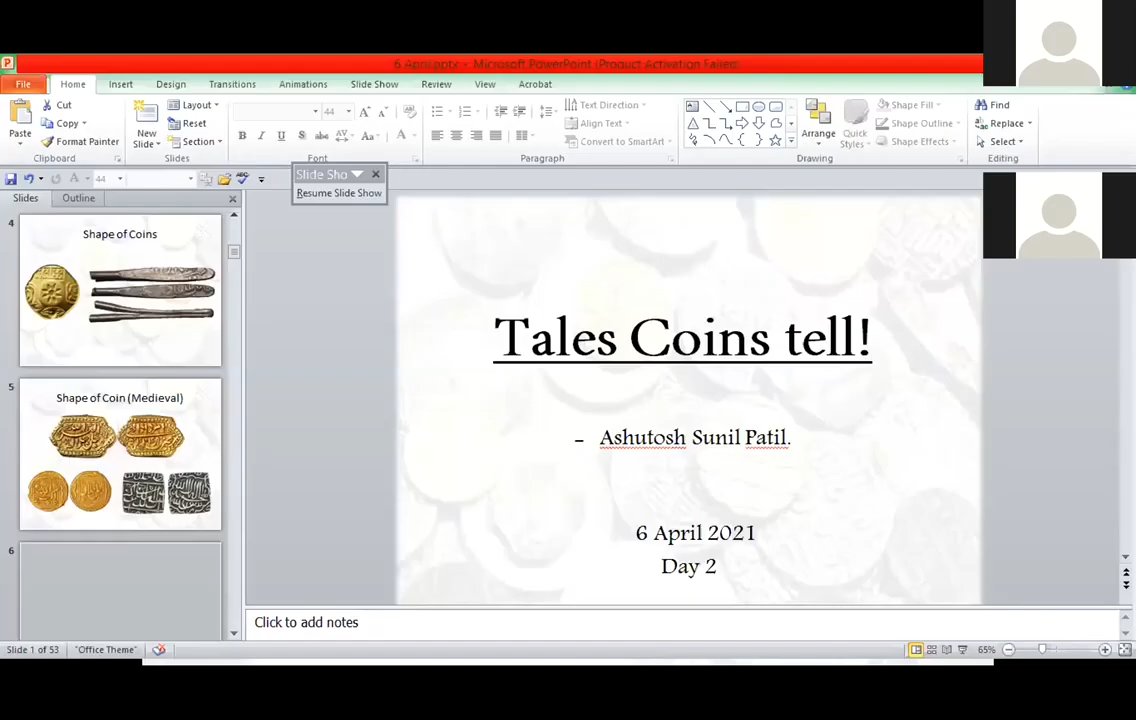 6 April.pptx - Microsoft PowerPoint (Product Activation Failed)
File Home Insert Design Transitions Animations Slide Show Review View Acrobat
Paste
Cut
Copy
Format Painter
Clipboard
New Slide
Layout
Reset
Section
Slides
44
Font
Paragraph
Text Direction
Align Text
Convert to SmartArt
Arrange
Quick Styles
Shape Fill
Shape Outline
Shape Effects
Drawing
Find
Replace
Select
Editing
44
Slide Sho
Resume Slide Show
Slides Outline
4
Shape of Coins
5
Shape of Coin (Medieval)
6
Tales Coins tell!
- Ashutosh Sunil Patil.
6 April 2021
Day 2
Click to add notes
Slide 1 of 53 "Office Theme" 65%